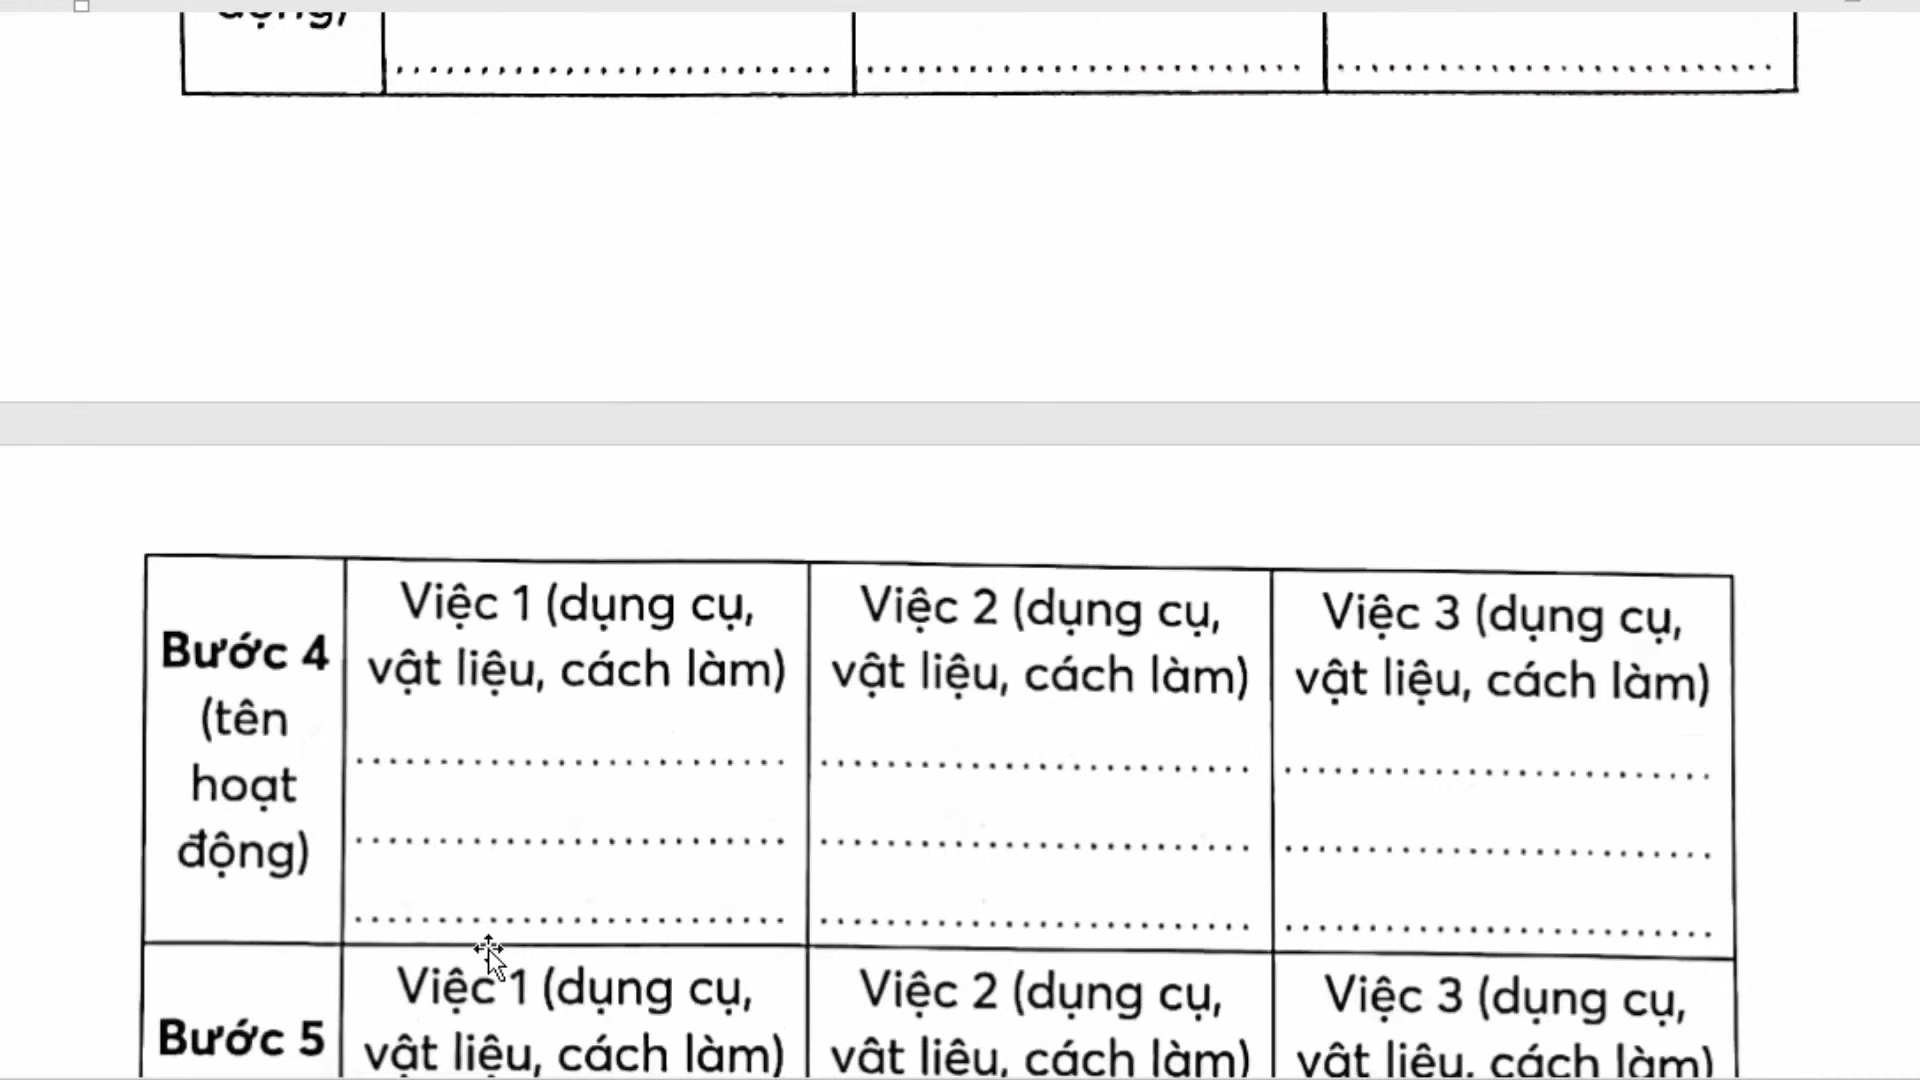 động)
Bước 4
(tên
hoạt
động)
Việc 1 (dụng cụ,
vật liệu, cách làm)
Việc 2 (dụng cụ,
vật liệu, cách làm)
Việc 3 (dụng cụ,
vật liệu, cách làm)
Bước 5
Việc 1 (dụng cụ,
vật liệu, cách làm)
Việc 2 (dụng cụ,
vật liệu, cách làm)
Việc 3 (dụng cụ,
vật liệu, cách làm)